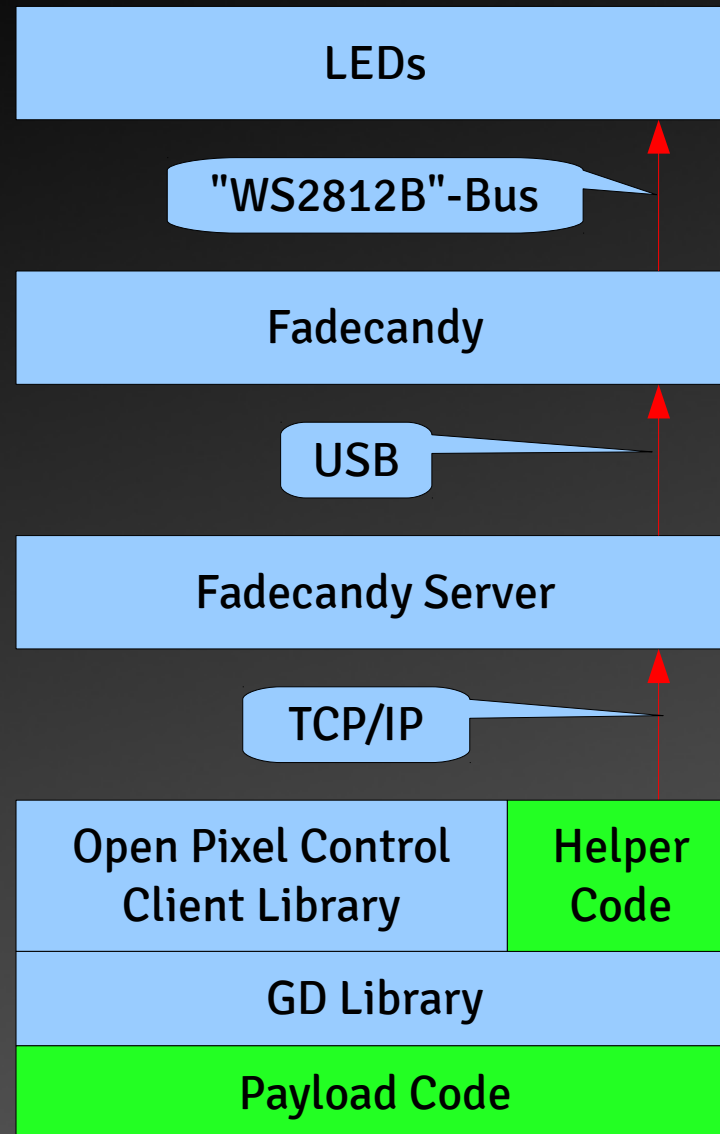 LEDs
"WS2812B"-Bus
Fadecandy
USB
Fadecandy Server
TCP/IP
Open Pixel Control
Client Library
Helper
Code
GD Library
Payload Code